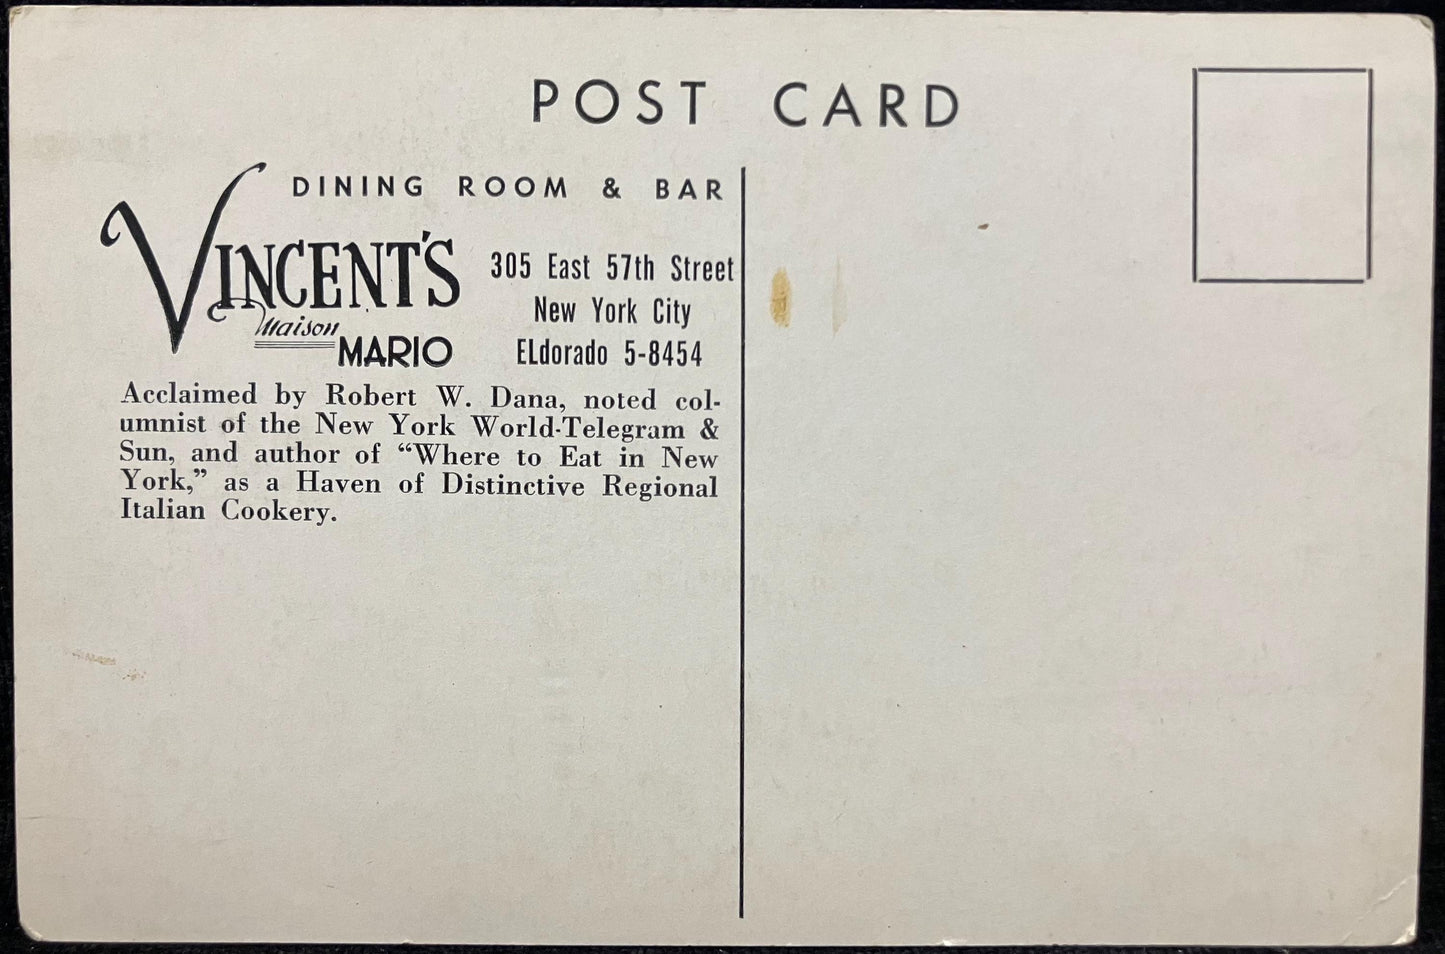 POST CARD
DINING ROOM & BAR
VINCENT'S
Maison
MARIO
305 East 57th Street
New York City
ELdorado 5-8454
Acclaimed by Robert W. Dana, noted col-
umnist of the New York World-Telegram &
Sun, and author of “Where to Eat in New
York,” as a Haven of Distinctive Regional
Italian Cookery.